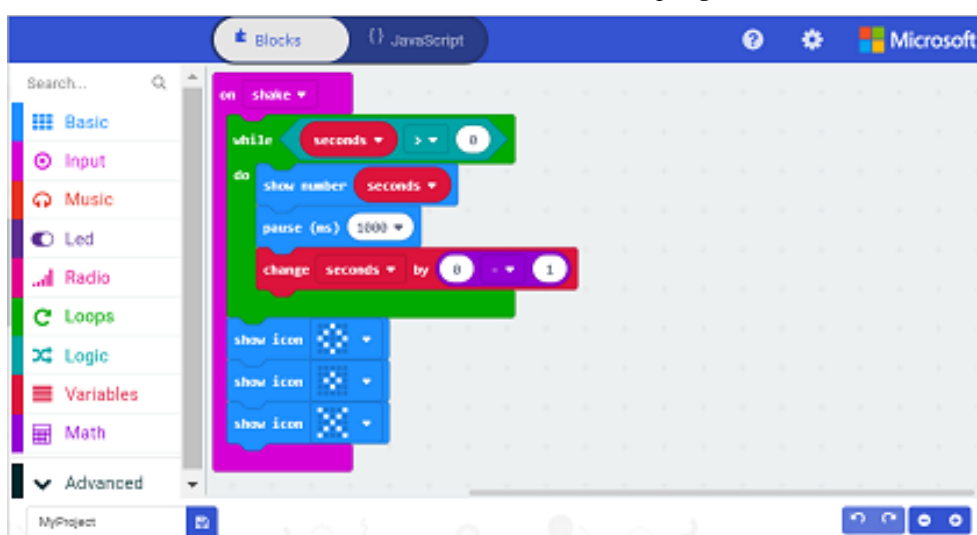 Blocks {} JavaScript ? Microsoft
Search...
Basic
Input
Music
Led
Radio
Loops
Logic
Variables
Math
Advanced
on shake
while seconds > 0
do
show number seconds
pause (ms) 1000
change seconds by 0 - 1
show icon
show icon
show icon
MyProject